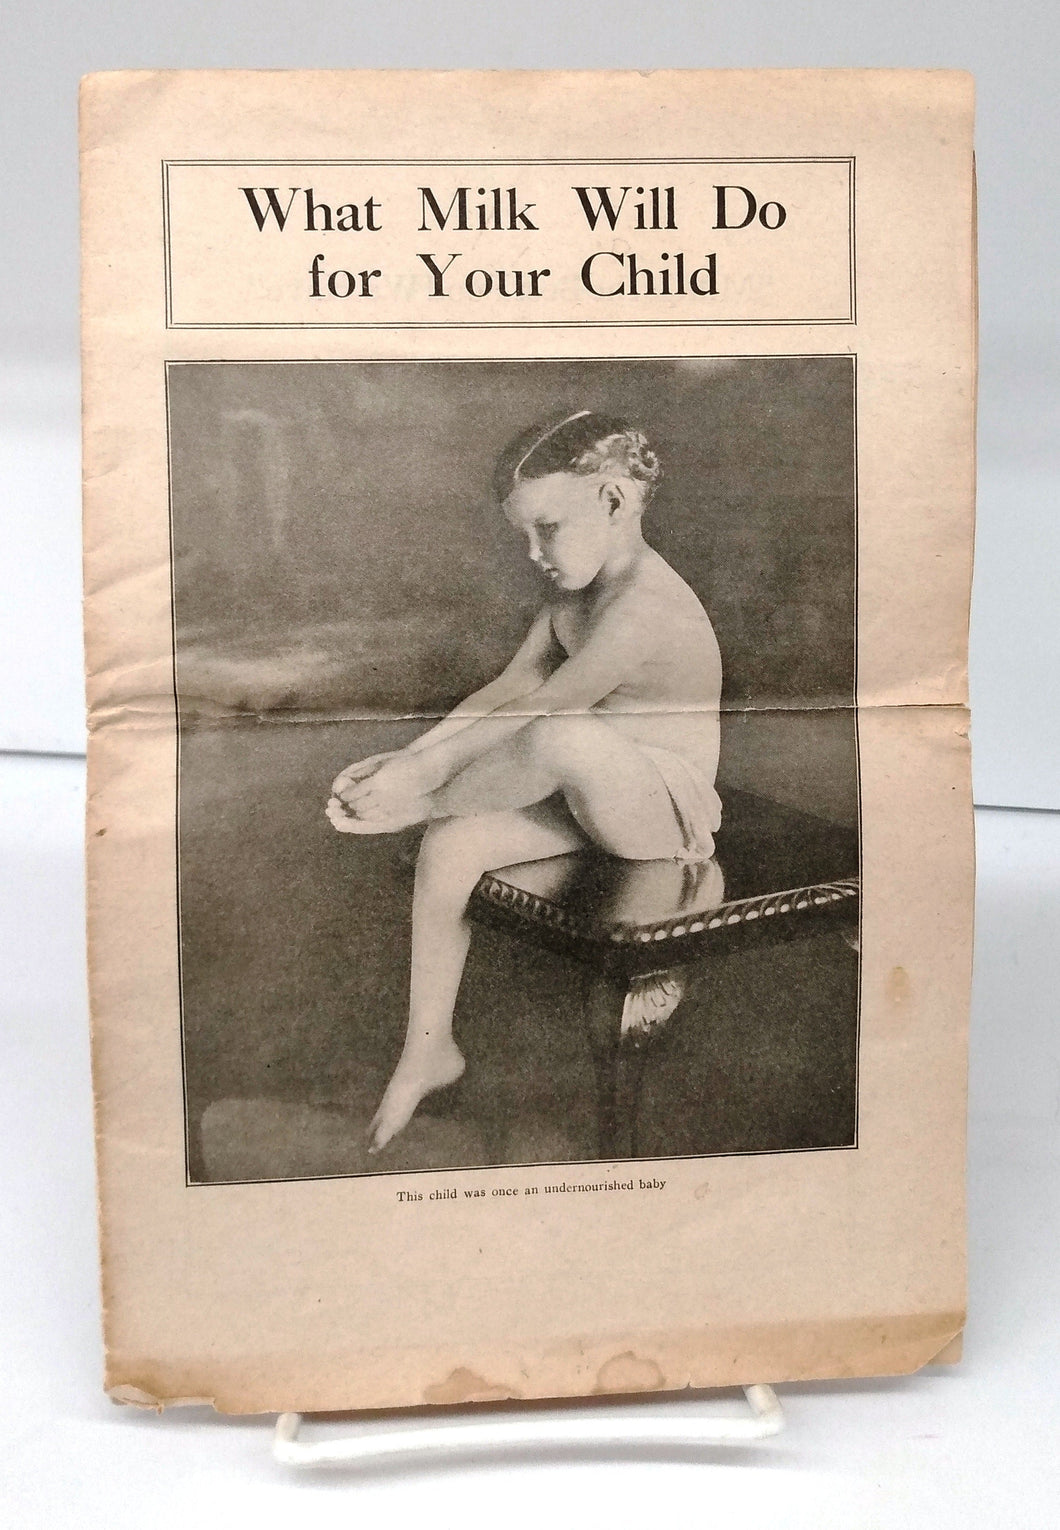 What Milk Will Do
for Your Child
This child was once an undernourished baby